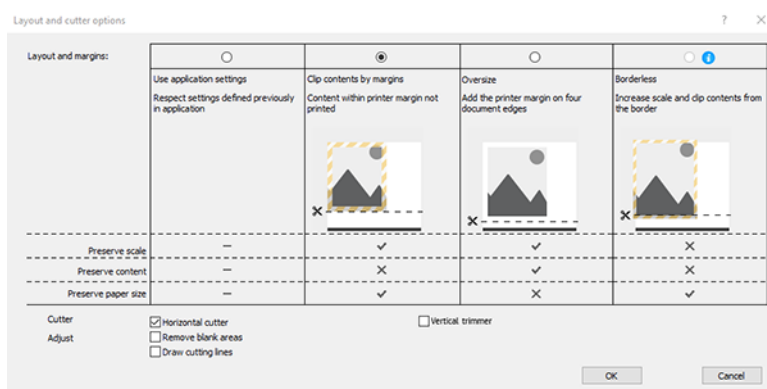 Layout and cutter options
? ×
Layout and margins:
i
Use application settings
Respect settings defined previously
in application
Clip contents by margins
Content within printer margin not
printed
Oversize
Add the printer margin on four
document edges
Borderless
Increase scale and clip contents from
the border
Preserve scale
Preserve content
Preserve paper size
Cutter
Horizontal cutter
Vertical trimmer
Adjust
Remove blank areas
Draw cutting lines
OK
Cancel